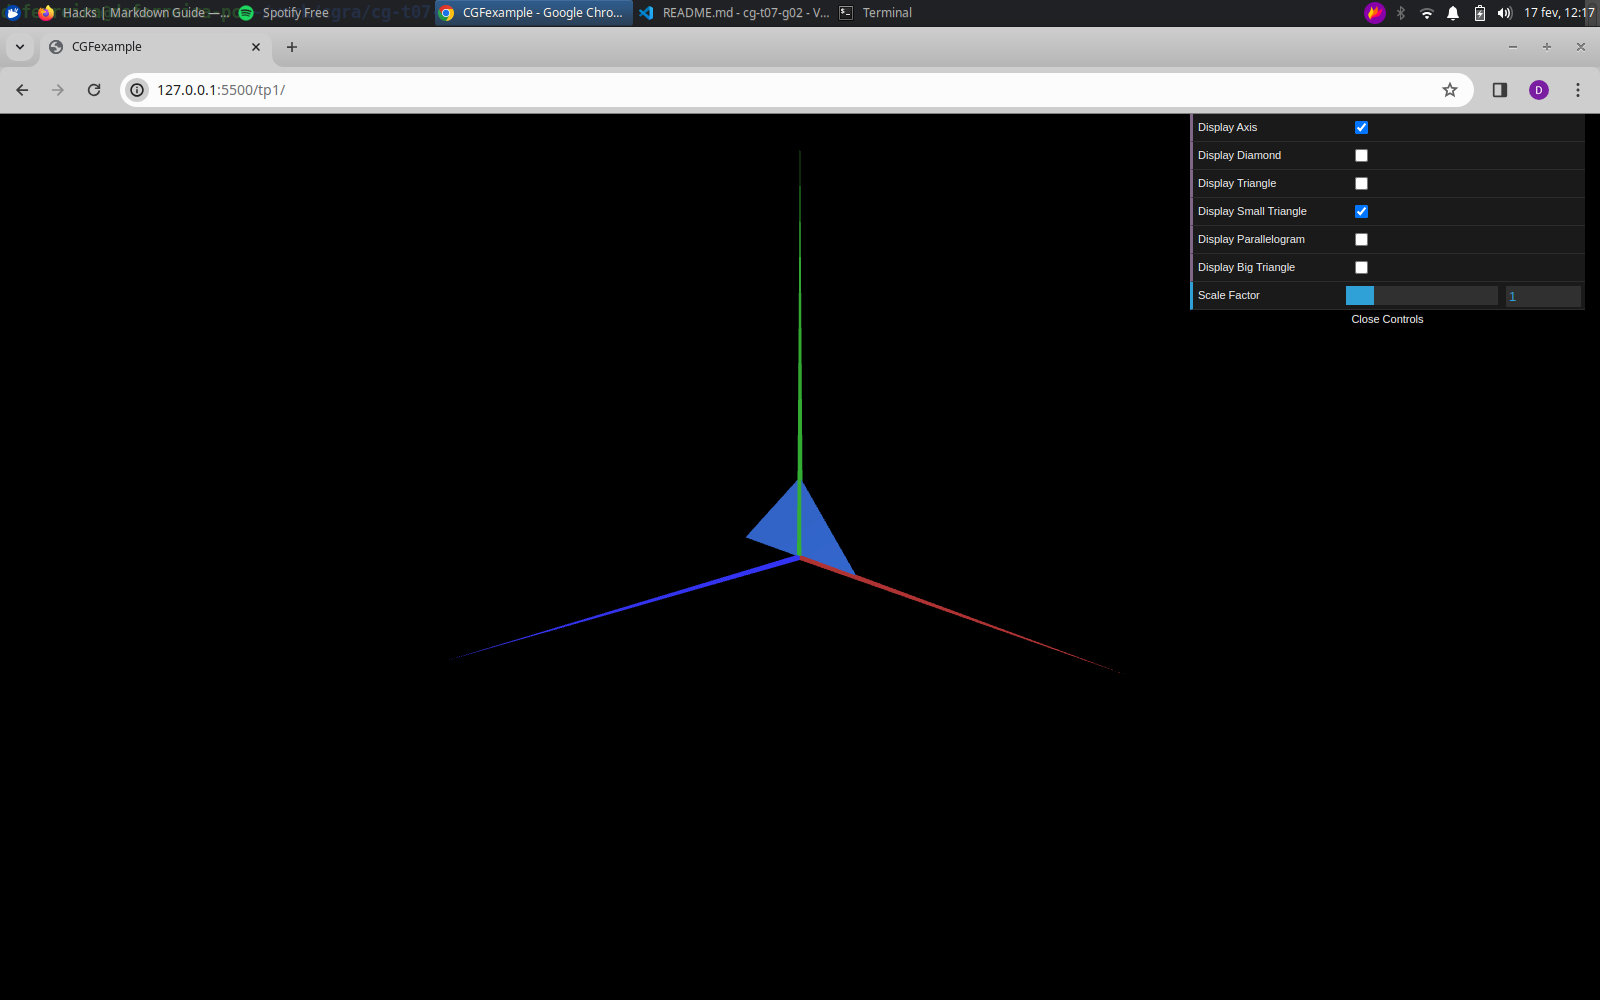 Hacks | Markdown Guide —... Spotify Free CGFexample - Google Chro... README.md - cg-t07-g02 - V... Terminal 17 fev, 12:17
CGFexample
127.0.0.1:5500/tp1/ D
Display Axis
Display Diamond
Display Triangle
Display Small Triangle
Display Parallelogram
Display Big Triangle
Scale Factor 1
Close Controls